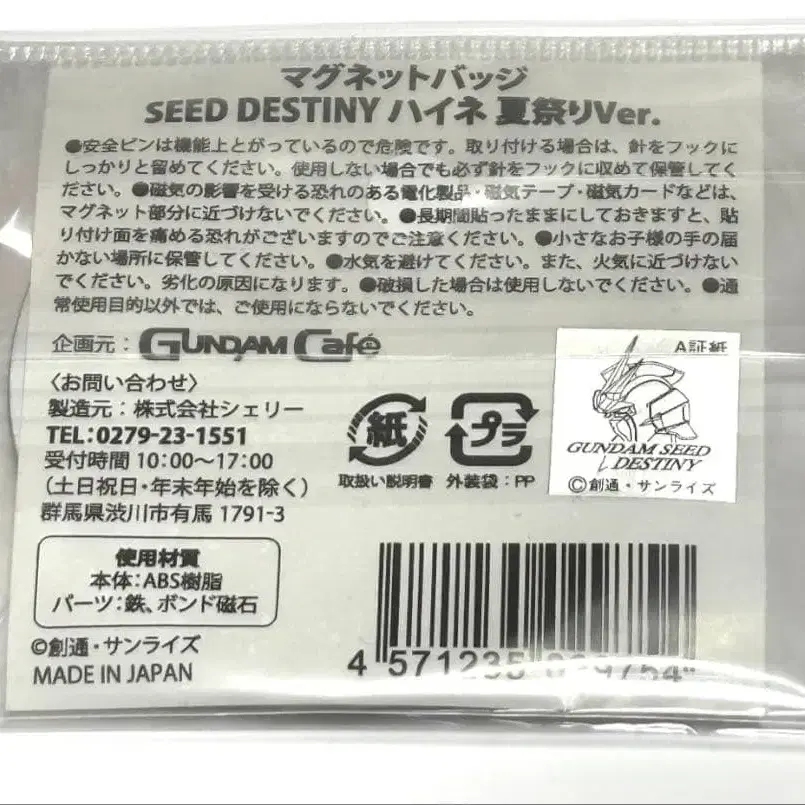 マグネットバッジ
SEED DESTINY ハイネ 夏祭りVer.
●安全ピンは機能上とがっているので危険です。取り付ける場合は、針をフックに
しっかりと留めてください。使用しない場合でも必ず針をフックに収めて保管してく
ださい。●磁気の影響を受ける恐れのある電化製品・磁気テープ・磁気カードなどは、
マグネット部分に近づけないでください。●長期間貼ったままにしておきますと、貼
り付け面を痛める恐れがございますのでご注意ください。●小さなお子様の手の届
かない場所に保管してください。●水気を避けてください。また、火気に近づけない
でください。劣化の原因になります。●破損した場合は使用しないでください。●通
常使用目的以外では、ご使用にならないでください。
企画元：GUNDAM Café
〈お問い合わせ〉
製造元：株式会社シェリー
TEL:0279-23-1551
受付時間 10:00～17:00
（土日祝日・年末年始を除く）
群馬県渋川市有馬 1791-3
紙
取扱い説明書
プラ
外装袋：PP
A証紙
GUNDAM SEED
DESTINY
©創通・サンライズ
使用材質
本体：ABS樹脂
パーツ：鉄、ボンド磁石
©創通・サンライズ
MADE IN JAPAN
4 571235